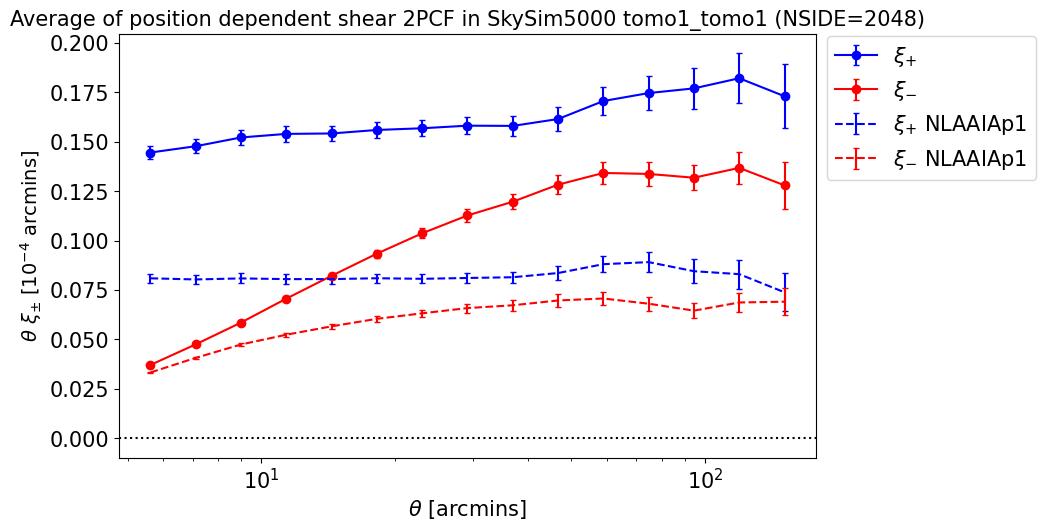 Average of position dependent shear 2PCF in SkySim5000 tomo1_tomo1 (NSIDE=2048)
0.200
0.175
0.150
0.125
0.100
0.075
0.050
0.025
0.000
θ ξ± [10⁻⁴ arcmins]
10¹
10²
θ [arcmins]
ξ₊
ξ₋
ξ₊ NLAAIAp1
ξ₋ NLAAIAp1